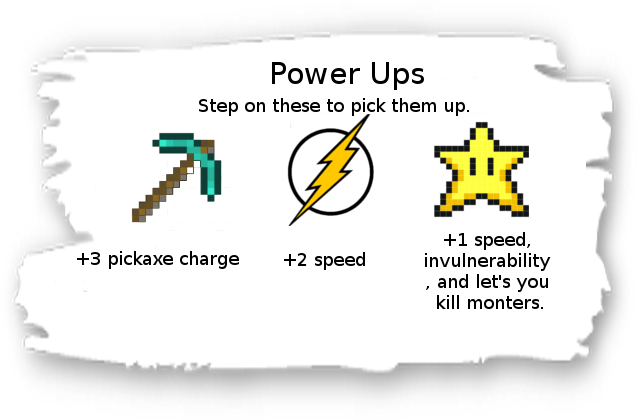 Power Ups
Step on these to pick them up.
+3 pickaxe charge
+2 speed
+1 speed,
invulnerability
, and let's you
kill monters.